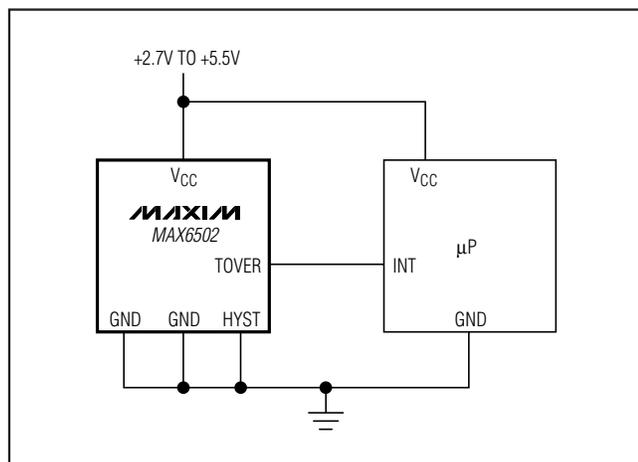 +2.7V TO +5.5V
VCC
VCC
MAXIM
MAX6502
μP
TOVER
INT
GND
GND
HYST
GND